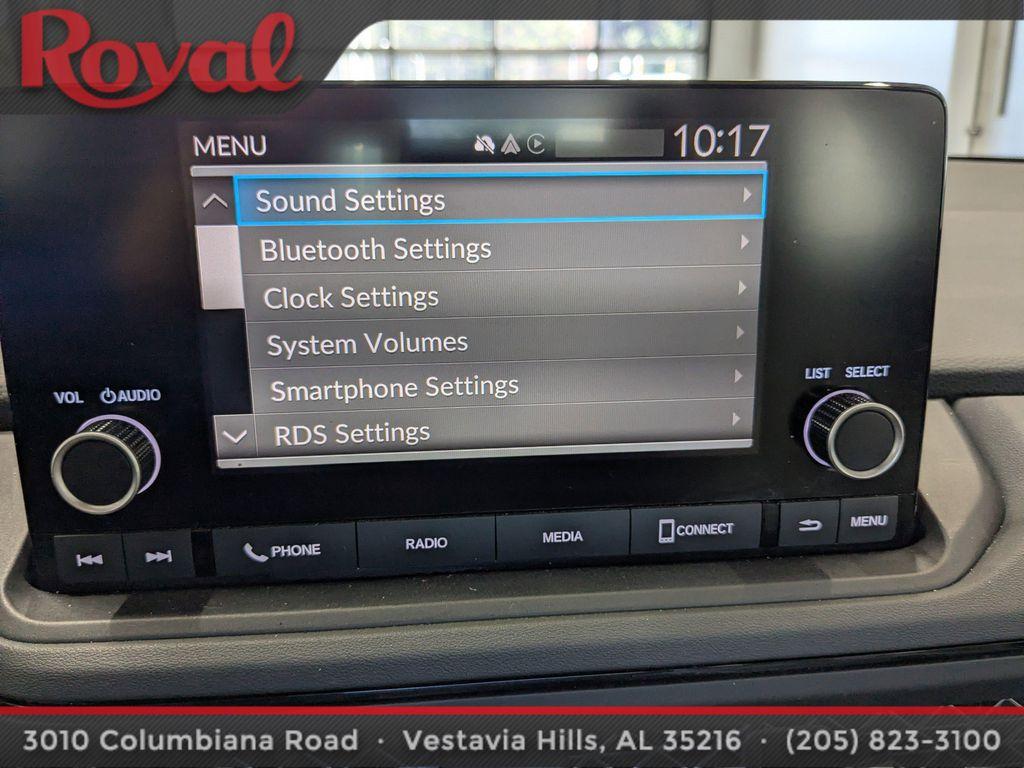 Royal
MENU 10:17
Sound Settings
Bluetooth Settings
Clock Settings
System Volumes
Smartphone Settings
RDS Settings
VOL AUDIO
LIST SELECT
PHONE
RADIO
MEDIA
CONNECT
MENU
3010 Columbiana Road · Vestavia Hills, AL 35216 · (205) 823-3100